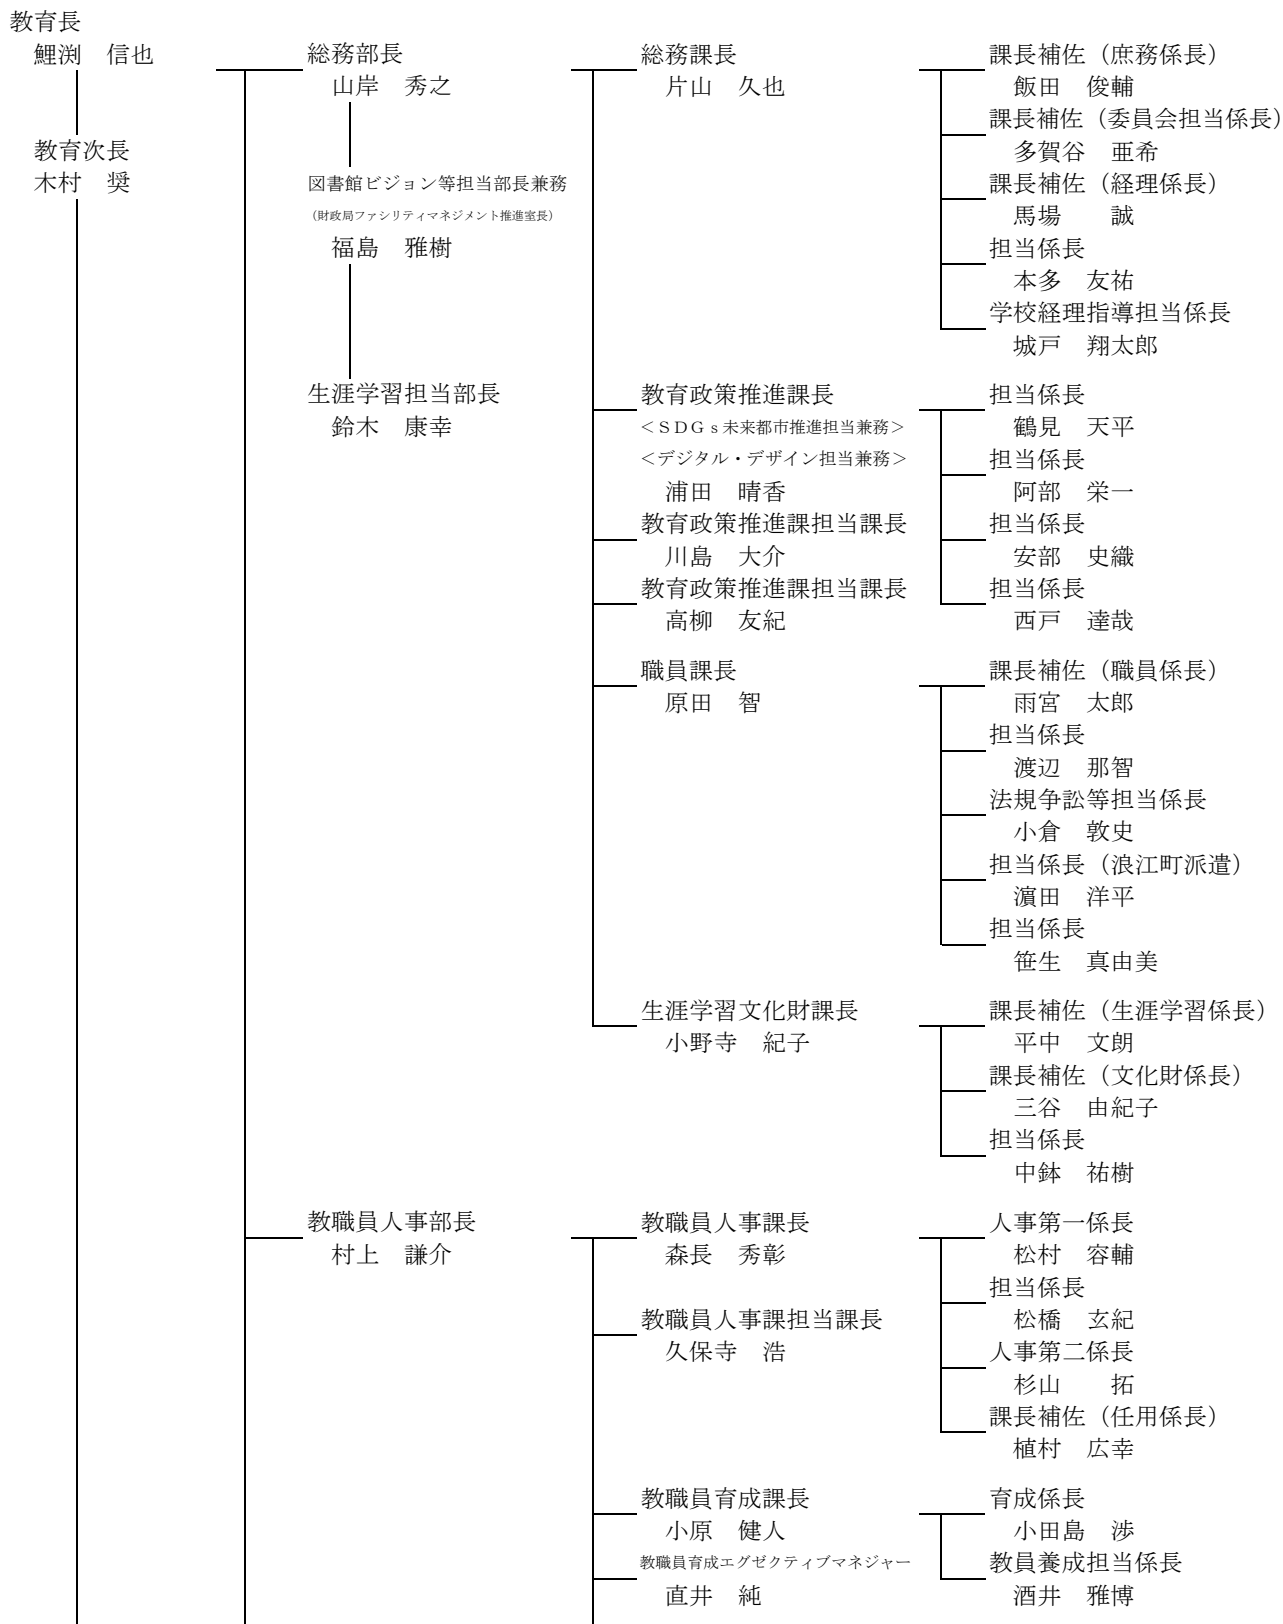 教育長
鯉渕　信也
教育次長
木村　奨
総務部長
山岸　秀之
図書館ビジョン等担当部長兼務
（財政局ファシリティマネジメント推進室長）
福島　雅樹
生涯学習担当部長
鈴木　康幸
総務課長
片山　久也
課長補佐（庶務係長）
飯田　俊輔
課長補佐（委員会担当係長）
多賀谷　亜希
課長補佐（経理係長）
馬場　　誠
担当係長
本多　友祐
学校経理指導担当係長
城戸　翔太郎
教育政策推進課長
＜ＳＤＧｓ未来都市推進担当兼務＞
＜デジタル・デザイン担当兼務＞
浦田　晴香
教育政策推進課担当課長
川島　大介
教育政策推進課担当課長
高柳　友紀
担当係長
鶴見　天平
担当係長
阿部　栄一
担当係長
安部　史織
担当係長
西戸　達哉
職員課長
原田　智
課長補佐（職員係長）
雨宮　太郎
担当係長
渡辺　那智
法規争訟等担当係長
小倉　敦史
担当係長（浪江町派遣）
濵田　洋平
担当係長
笹生　真由美
生涯学習文化財課長
小野寺　紀子
課長補佐（生涯学習係長）
平中　文朗
課長補佐（文化財係長）
三谷　由紀子
担当係長
中鉢　祐樹
教職員人事部長
村上　謙介
教職員人事課長
森長　秀彰
教職員人事課担当課長
久保寺　浩
人事第一係長
松村　容輔
担当係長
松橋　玄紀
人事第二係長
杉山　　拓
課長補佐（任用係長）
植村　広幸
教職員育成課長
小原　健人
教職員育成エグゼクティブマネジャー
直井　純
育成係長
小田島　渉
教員養成担当係長
酒井　雅博